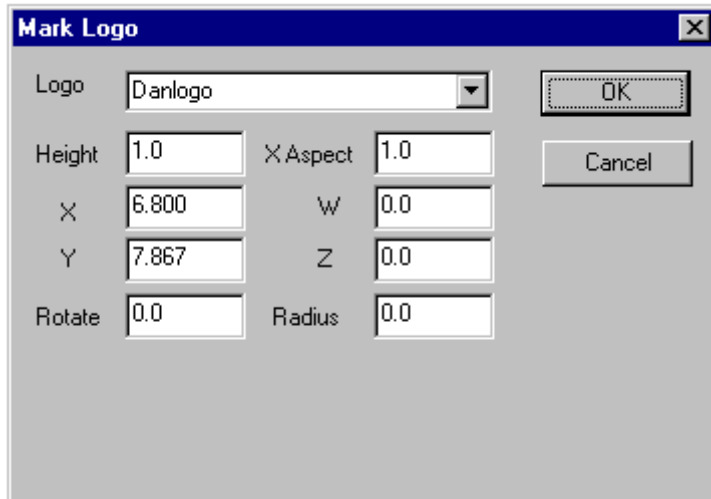 Mark Logo
Logo Danlogo OK
Height 1.0 X Aspect 1.0 Cancel
X 6.800 W 0.0
Y 7.867 Z 0.0
Rotate 0.0 Radius 0.0